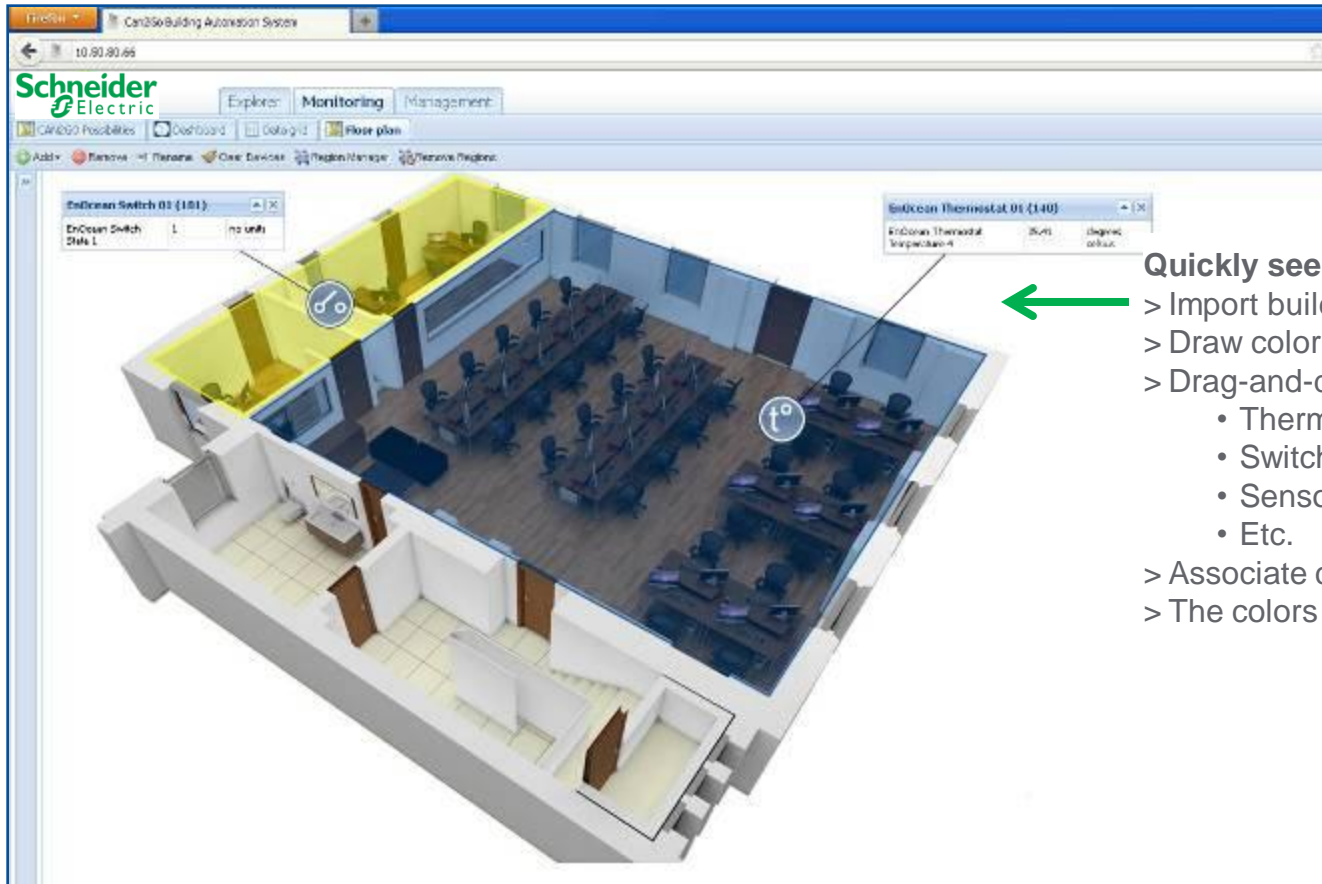 Firefox
Can2Go Building Automation System
10.80.80.66
Schneider
Electric
Explorer Monitoring Management
CAN2GO Possibilities Dashboard Data grid Floor plan
Add Remove Rename Clear Devices Region Manager Remove Regions
EnOcean Switch 01 (101)
EnOcean Switch 1 no units
State 1
EnOcean Thermostat 01 (140)
EnOcean Thermostat degrees
Temperature 4 celsius
t°
Quickly see
> Import buil
> Draw color
> Drag-and-
• Therm
• Switch
• Senso
• Etc.
> Associate
> The colors